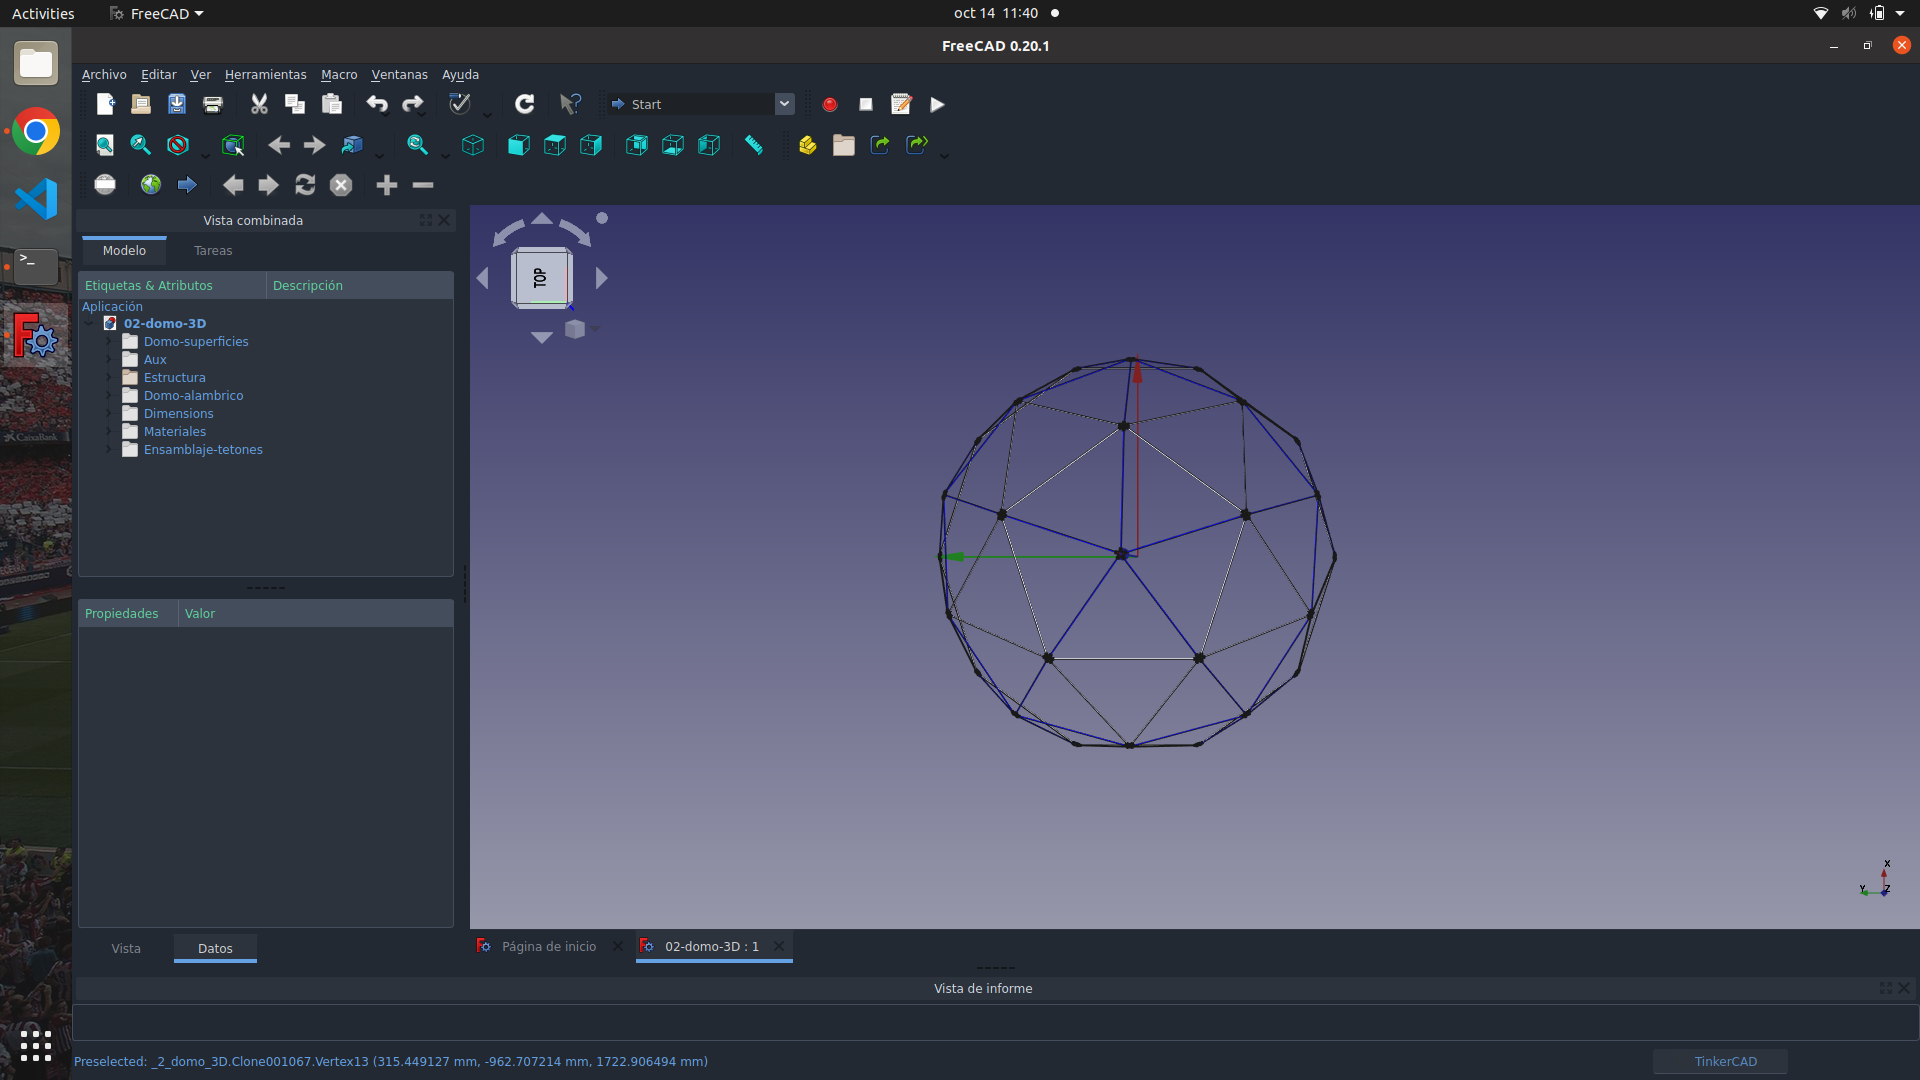 Activities
FreeCAD
oct 14 11:40
FreeCAD 0.20.1
Archivo Editar Ver Herramientas Macro Ventanas Ayuda
Start
Vista combinada
Modelo Tareas
Etiquetas & Atributos Descripción
Aplicación
02-domo-3D
Domo-superficies
Aux
Estructura
Domo-alambrico
Dimensions
Materiales
Ensamblaje-tetones
Propiedades Valor
Vista Datos
TOP
X
Y
Z
Página de inicio
02-domo-3D : 1
Vista de informe
Preselected: _2_domo_3D.Clone001067.Vertex13 (315.449127 mm, -962.707214 mm, 1722.906494 mm)
TinkerCAD
CaixaBank